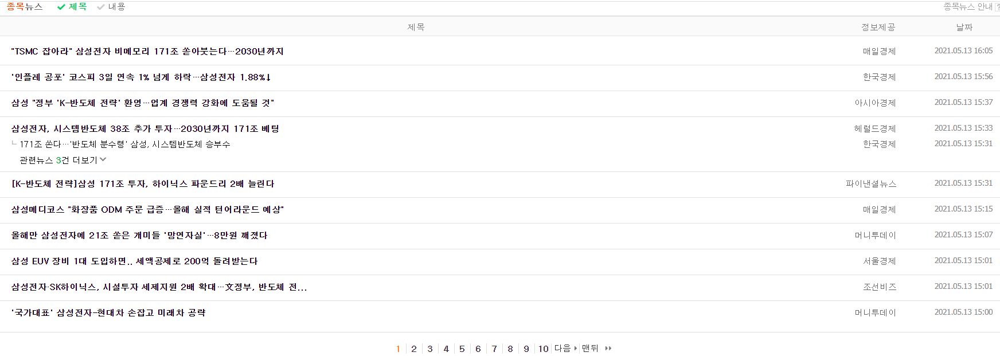 종목뉴스 제목 내용 종목뉴스 안내 ?
제목 정보제공 날짜
"TSMC 잡아라" 삼성전자 비메모리 171조 쏟아붓는다…2030년까지 매일경제 2021.05.13 16:05
'인플레 공포' 코스피 3일 연속 1% 넘게 하락…삼성전자 1.88%↓ 한국경제 2021.05.13 15:56
삼성 "정부 'K-반도체 전략' 환영…업계 경쟁력 강화에 도움될 것" 아시아경제 2021.05.13 15:37
삼성전자, 시스템반도체 38조 추가 투자…2030년까지 171조 베팅 헤럴드경제 2021.05.13 15:33
171조 쏜다…'반도체 분수령' 삼성, 시스템반도체 승부수 한국경제 2021.05.13 15:31
관련뉴스 3건 더보기
[K-반도체 전략]삼성 171조 투자, 하이닉스 파운드리 2배 늘린다 파이낸셜뉴스 2021.05.13 15:31
삼성메디코스 "화장품 ODM 주문 급증…올해 실적 턴어라운드 예상" 매일경제 2021.05.13 15:15
올해만 삼성전자에 21조 쏟은 개미들 '망연자실'…8만원 깨졌다 머니투데이 2021.05.13 15:07
삼성 EUV 장비 1대 도입하면.. 세액공제로 200억 돌려받는다 서울경제 2021.05.13 15:01
삼성전자·SK하이닉스, 시설투자 세제지원 2배 확대…文정부, 반도체 전... 조선비즈 2021.05.13 15:01
'국가대표' 삼성전자-현대차 손잡고 미래차 공략 머니투데이 2021.05.13 15:00
1 2 3 4 5 6 7 8 9 10 다음 맨뒤